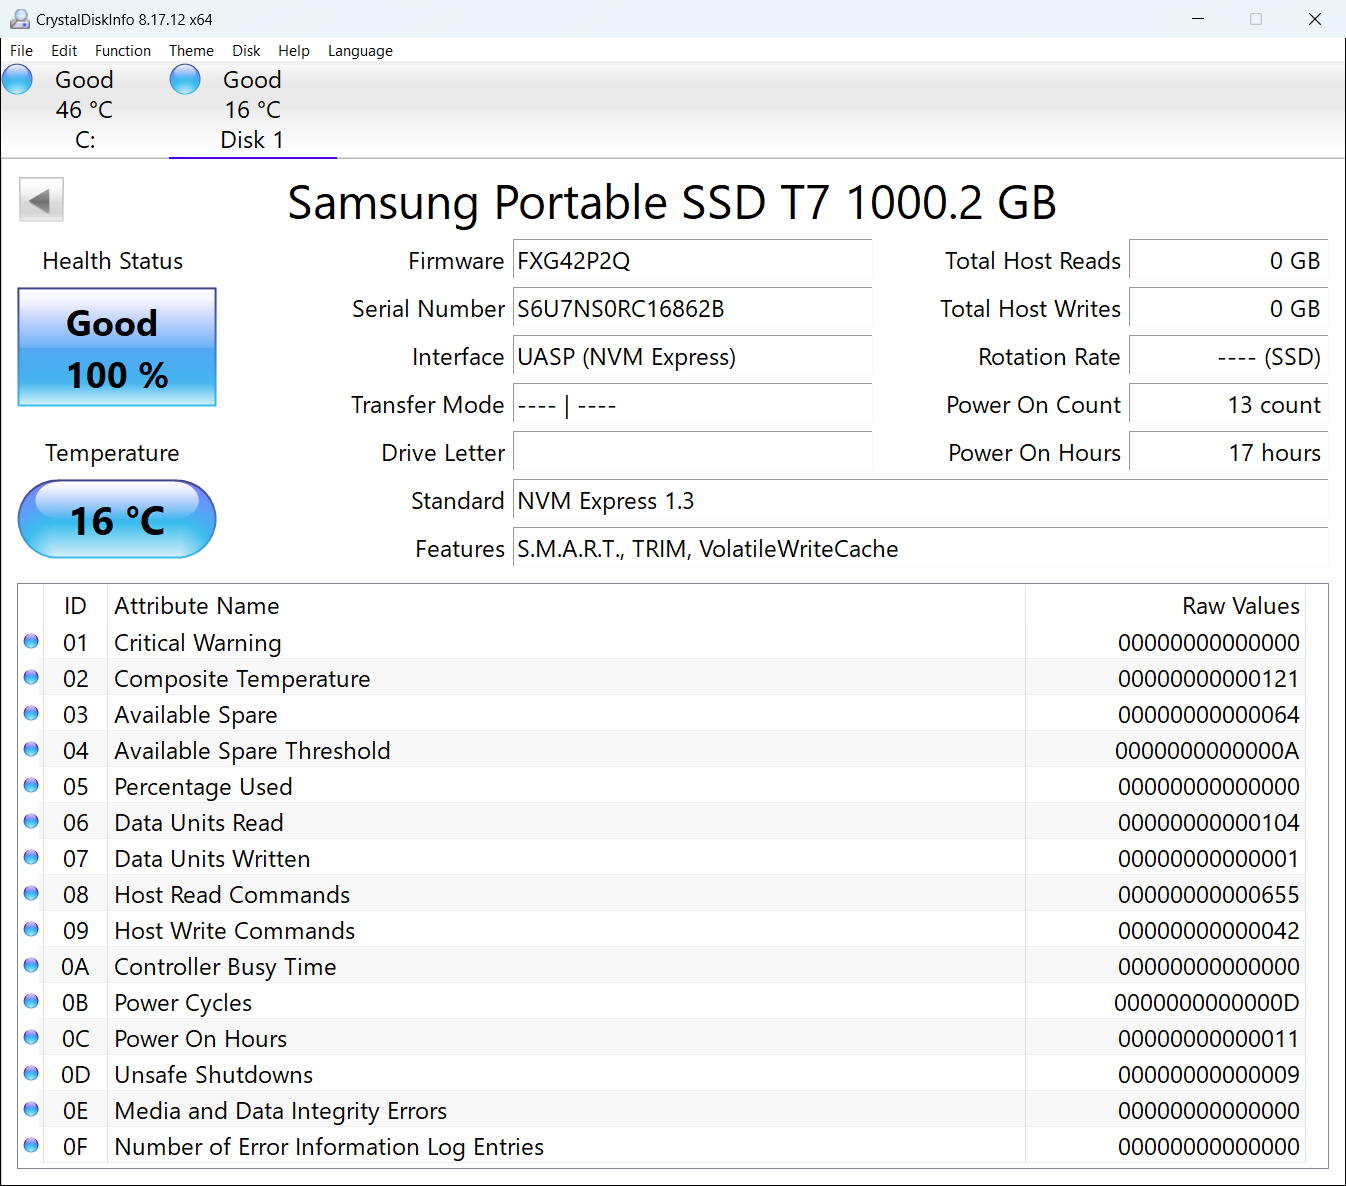 CrystalDiskInfo 8.17.12 x64
File Edit Function Theme Disk Help Language
Good Good
46 °C 16 °C
C: Disk 1
Samsung Portable SSD T7 1000.2 GB
Health Status
Good
100 %
Temperature
16 °C
Firmware FXG42P2Q
Serial Number S6U7NS0RC16862B
Interface UASP (NVM Express)
Transfer Mode ---- | ----
Drive Letter
Standard NVM Express 1.3
Features S.M.A.R.T., TRIM, VolatileWriteCache
Total Host Reads 0 GB
Total Host Writes 0 GB
Rotation Rate ---- (SSD)
Power On Count 13 count
Power On Hours 17 hours
ID Attribute Name Raw Values
01 Critical Warning 00000000000000
02 Composite Temperature 00000000000121
03 Available Spare 00000000000064
04 Available Spare Threshold 0000000000000A
05 Percentage Used 00000000000000
06 Data Units Read 00000000000104
07 Data Units Written 00000000000001
08 Host Read Commands 00000000000655
09 Host Write Commands 00000000000042
0A Controller Busy Time 00000000000000
0B Power Cycles 0000000000000D
0C Power On Hours 00000000000011
0D Unsafe Shutdowns 00000000000009
0E Media and Data Integrity Errors 00000000000000
0F Number of Error Information Log Entries 00000000000000